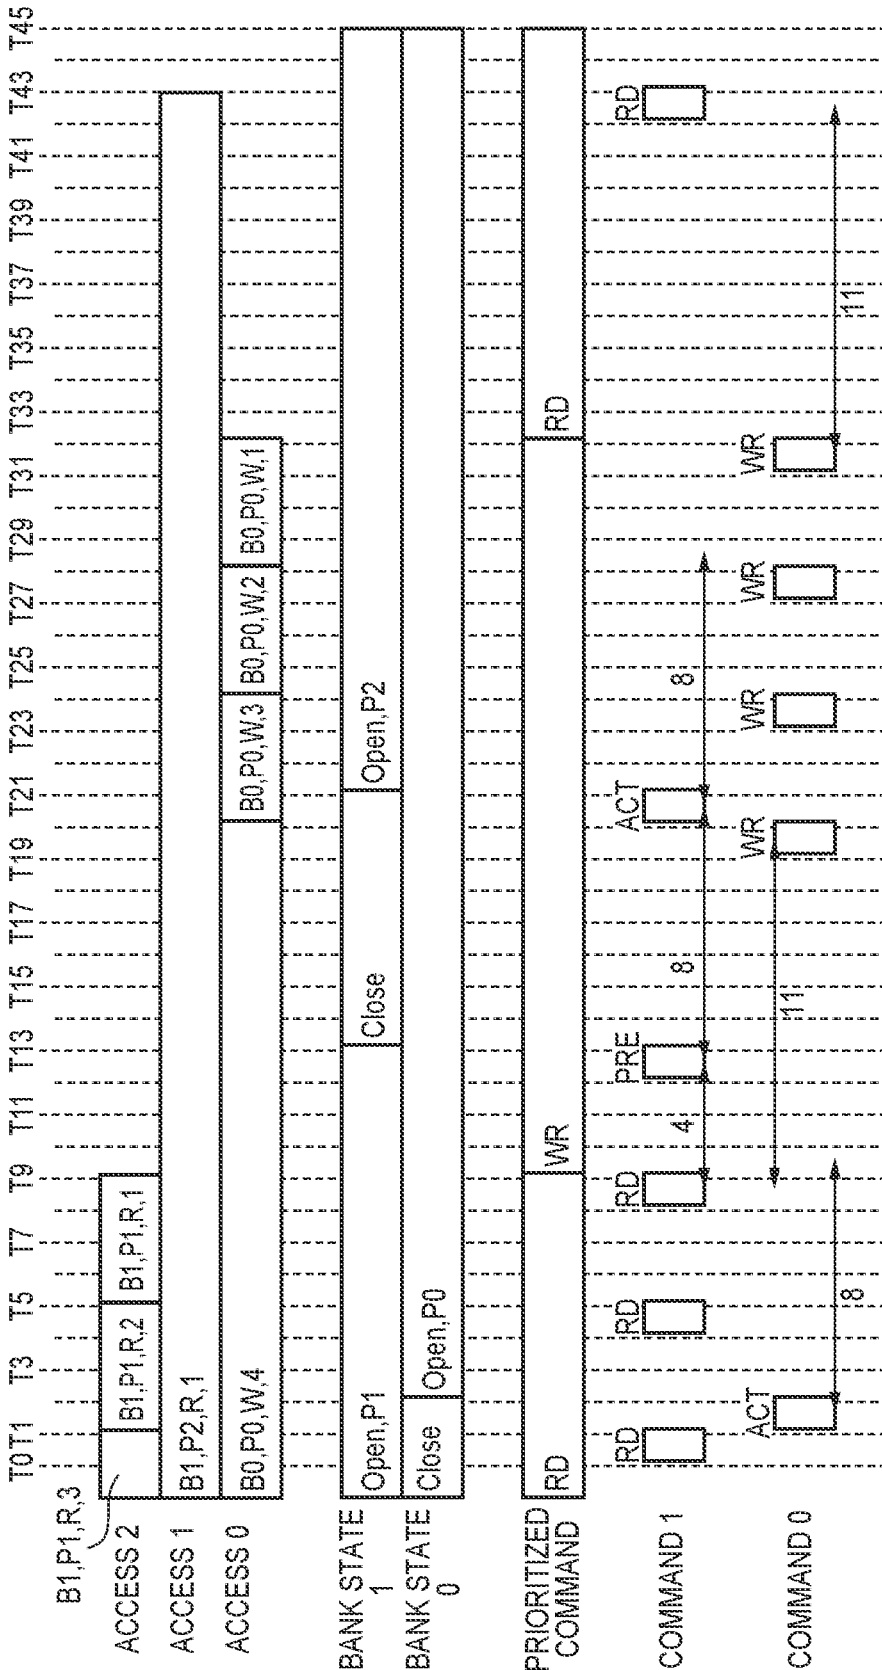 T0 T1 T3 T5 T7 T9 T11 T13 T15 T17 T19 T21 T23 T25 T27 T29 T31 T33 T35 T37 T39 T41 T43 T45
B1,P1,R,3
ACCESS 2
B1,P1,R,2
B1,P1,R,1
ACCESS 1
B1,P2,R,1
ACCESS 0
B0,P0,W,4
B0,P0,W,3
B0,P0,W,2
B0,P0,W,1
BANK STATE
1
Open,P1
Close
Open,P2
BANK STATE
0
Close
Open,P0
PRIORITIZED
COMMAND
RD
WR
RD
COMMAND 1
RD
RD
RD
PRE
ACT
RD
4
8
8
COMMAND 0
ACT
WR
WR
WR
WR
11
8
11